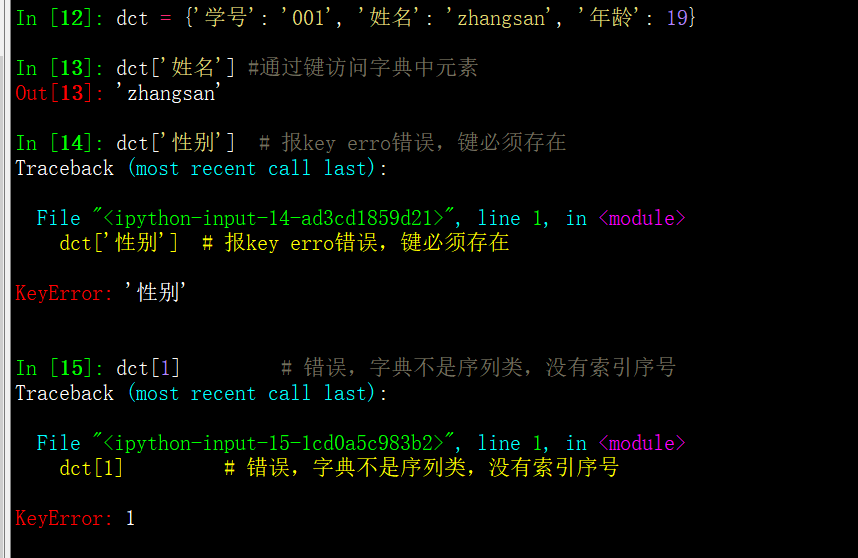 In [12]: dct = {'学号': '001', '姓名': 'zhangsan', '年龄': 19}
In [13]: dct['姓名'] #通过键访问字典中元素
Out[13]: 'zhangsan'
In [14]: dct['性别']  # 报key erro错误，键必须存在
Traceback (most recent call last):
  File "<ipython-input-14-ad3cd1859d21>", line 1, in <module>
    dct['性别']  # 报key erro错误，键必须存在
KeyError: '性别'
In [15]: dct[1]         # 错误，字典不是序列类，没有索引序号
Traceback (most recent call last):
  File "<ipython-input-15-1cd0a5c983b2>", line 1, in <module>
    dct[1]         # 错误，字典不是序列类，没有索引序号
KeyError: 1